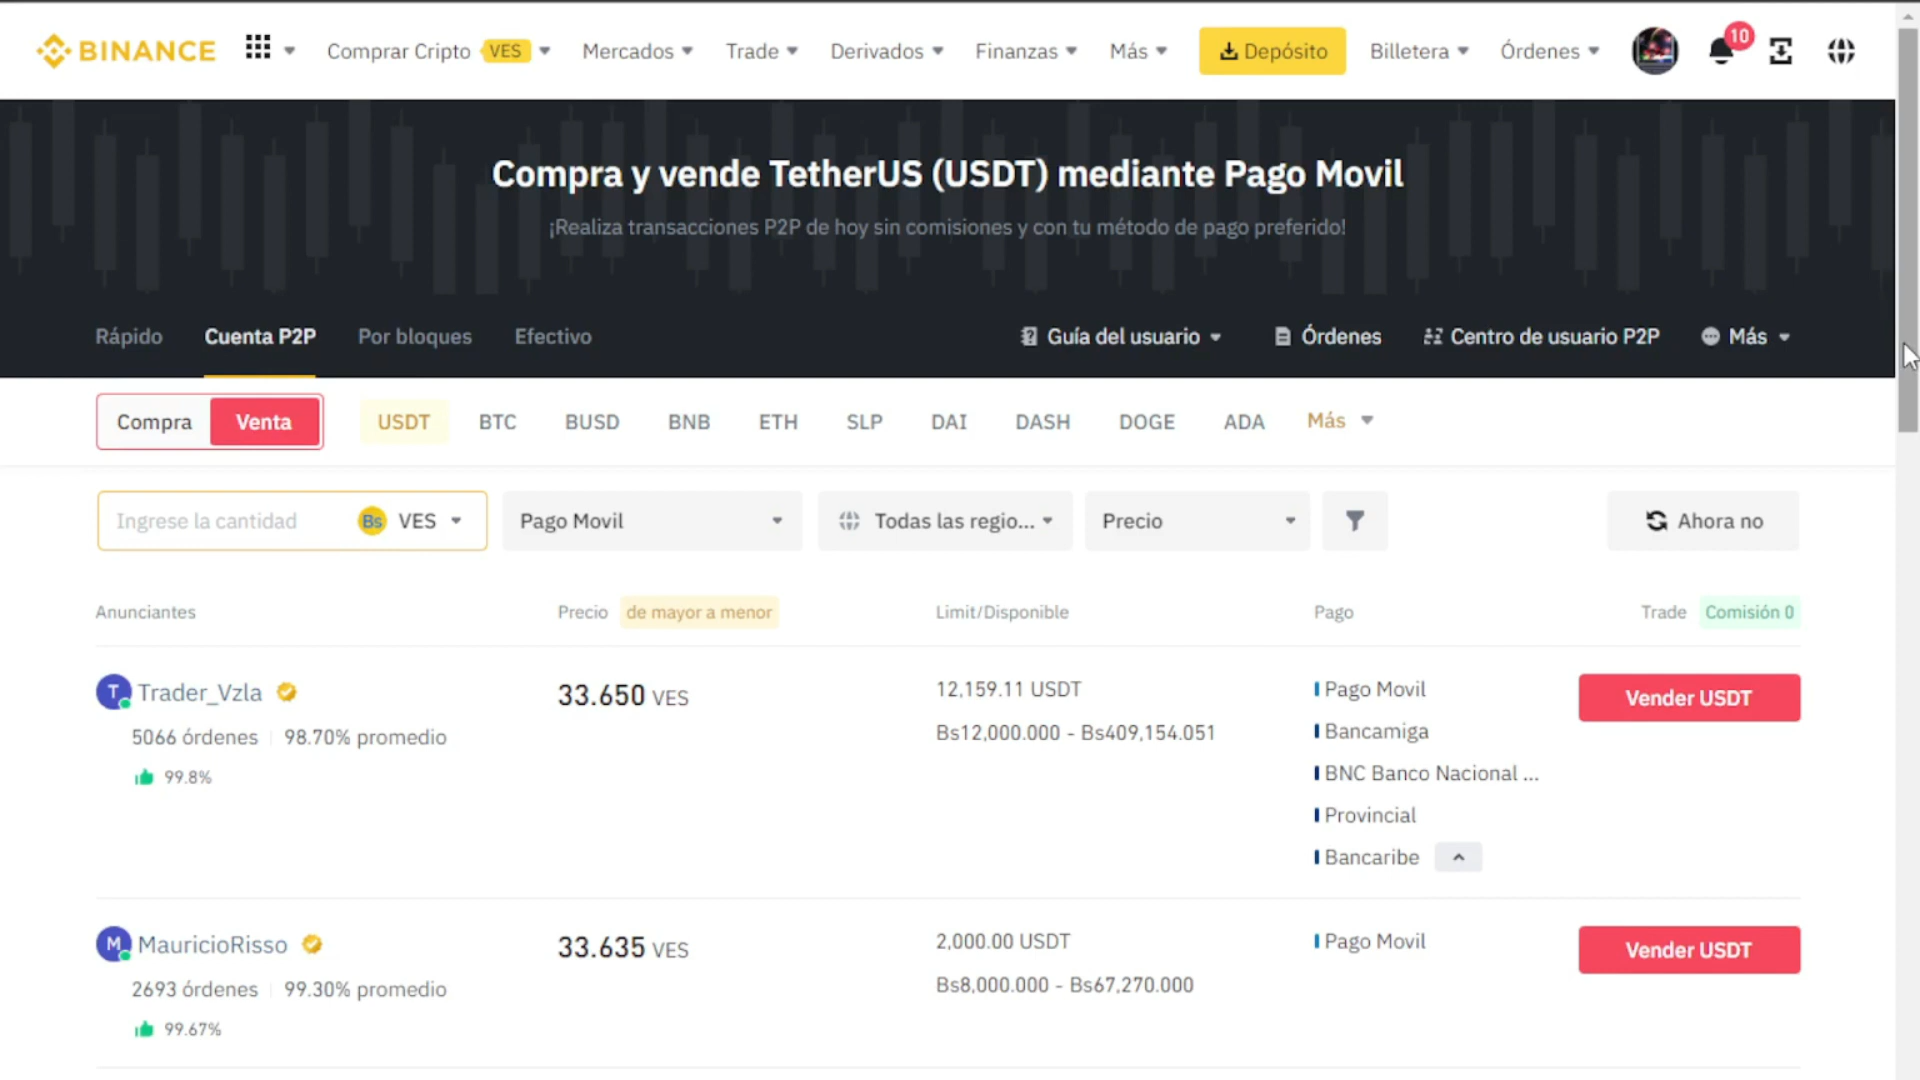 BINANCE Comprar Cripto VES Mercados Trade Derivados Finanzas Más Depósito Billetera Órdenes 10
Compra y vende TetherUS (USDT) mediante Pago Movil
¡Realiza transacciones P2P de hoy sin comisiones y con tu método de pago preferido!
Rápido Cuenta P2P Por bloques Efectivo Guía del usuario Órdenes Centro de usuario P2P Más
Compra Venta USDT BTC BUSD BNB ETH SLP DAI DASH DOGE ADA Más
Ingrese la cantidad Bs VES Pago Movil Todas las regio... Precio Ahora no
Anunciantes Precio de mayor a menor Limit/Disponible Pago Trade Comisión 0
T Trader_Vzla 33.650 VES 12,159.11 USDT Pago Movil Vender USDT
5066 órdenes 98.70% promedio Bs12,000.000 - Bs409,154.051 Bancamiga
99.8% BNC Banco Nacional ...
Provincial
Bancaribe
M MauricioRisso 33.635 VES 2,000.00 USDT Pago Movil Vender USDT
2693 órdenes 99.30% promedio Bs8,000.000 - Bs67,270.000
99.67%